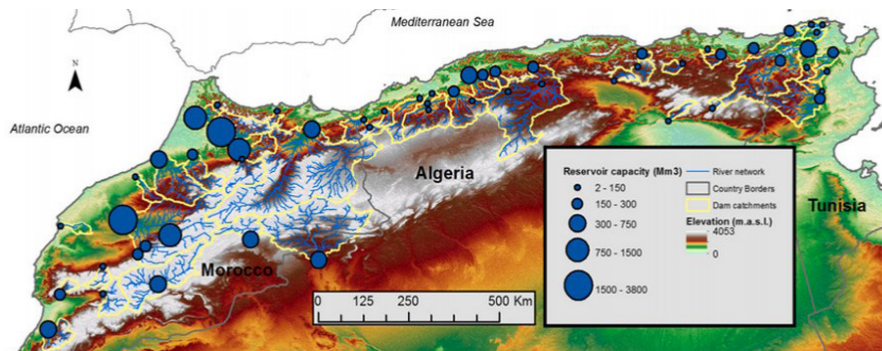 Mediterranean Sea
N
Atlantic Ocean
Algeria
Tunisia
Morocco
Reservoir capacity (Mm3)
2 - 150
150 - 300
300 - 750
750 - 1500
1500 - 3800
River network
Country Borders
Dam catchments
Elevation (m.a.s.l.)
4053
0
0 125 250 500 Km